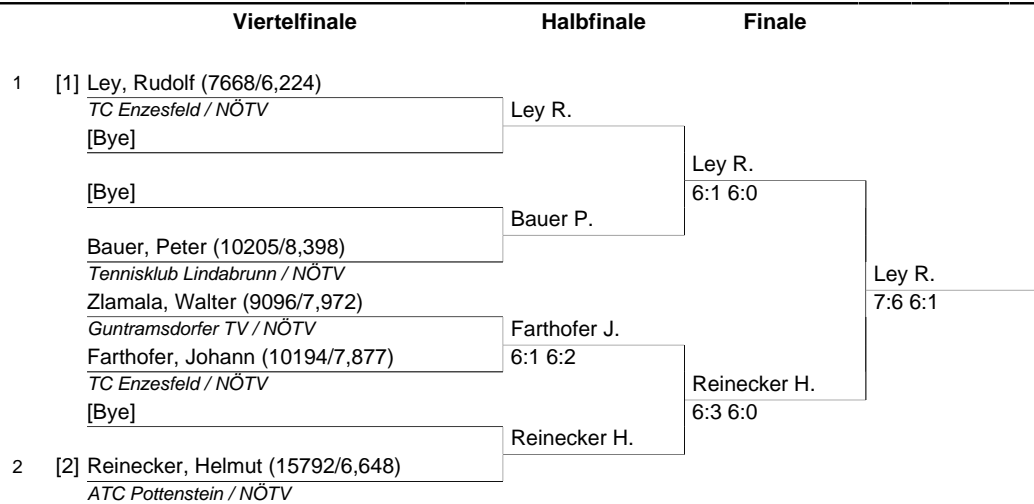 Viertelfinale Halbfinale Finale
1 [1] Ley, Rudolf (7668/6,224)
TC Enzesfeld / NÖTV
Ley R.
[Bye]
Ley R.
[Bye]
6:1 6:0
Bauer P.
Bauer, Peter (10205/8,398)
Tennisklub Lindabrunn / NÖTV
Ley R.
Zlamala, Walter (9096/7,972)
7:6 6:1
Guntramsdorfer TV / NÖTV
Farthofer J.
Farthofer, Johann (10194/7,877)
6:1 6:2
TC Enzesfeld / NÖTV
Reinecker H.
[Bye]
6:3 6:0
Reinecker H.
2 [2] Reinecker, Helmut (15792/6,648)
ATC Pottenstein / NÖTV